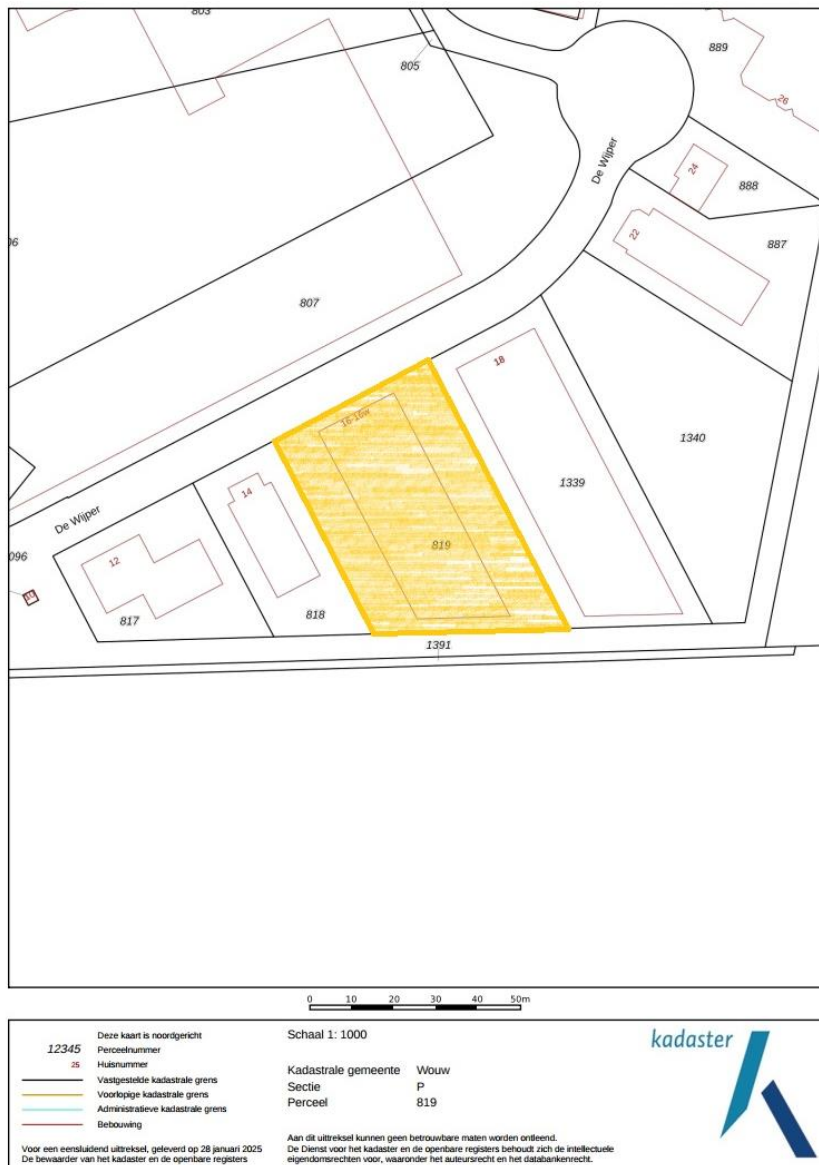 803
805
889
26
De Wijper
24
888
22
887
06
807
18
16-16w
1340
1339
14
De Wijper
819
096
12
10
817
818
1391
0 10 20 30 40 50m
Deze kaart is noordgericht
12345 Perceelnummer
25 Huisnummer
Vastgestelde kadastrale grens
Voorlopige kadastrale grens
Administratieve kadastrale grens
Bebouwing
Voor een eensluidend uittreksel, geleverd op 28 januari 2025
De bewaarder van het kadaster en de openbare registers
Schaal 1: 1000
Kadastrale gemeente Wouw
Sectie P
Perceel 819
Aan dit uittreksel kunnen geen betrouwbare maten worden ontleend.
De Dienst voor het kadaster en de openbare registers behoudt zich de intellectuele
eigendomsrechten voor, waaronder het auteursrecht en het databankenrecht.
kadaster